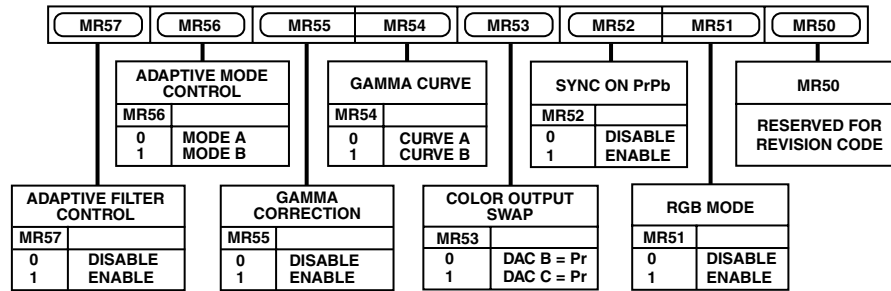 MR57 MR56 MR55 MR54 MR53 MR52 MR51 MR50
ADAPTIVE MODE
CONTROL
MR56
0 MODE A
1 MODE B
GAMMA CURVE
MR54
0 CURVE A
1 CURVE B
SYNC ON PrPb
MR52
0 DISABLE
1 ENABLE
MR50
RESERVED FOR
REVISION CODE
ADAPTIVE FILTER
CONTROL
MR57
0 DISABLE
1 ENABLE
GAMMA
CORRECTION
MR55
0 DISABLE
1 ENABLE
COLOR OUTPUT
SWAP
MR53
0 DAC B = Pr
1 DAC C = Pr
RGB MODE
MR51
0 DISABLE
1 ENABLE